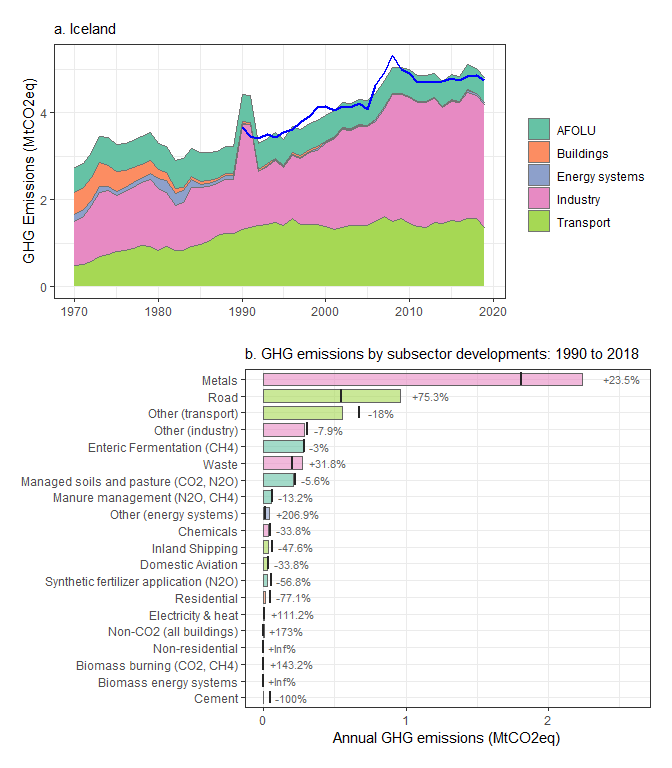 a. Iceland
GHG Emissions (MtCO2eq)
4
2
0
1970
1980
1990
2000
2010
2020
AFOLU
Buildings
Energy systems
Industry
Transport
b. GHG emissions by subsector developments: 1990 to 2018
Metals +23.5%
Road +75.3%
Other (transport) -18%
Other (industry) -7.9%
Enteric Fermentation (CH4) -3%
Waste +31.8%
Managed soils and pasture (CO2, N2O) -5.6%
Manure management (N2O, CH4) -13.2%
Other (energy systems) +206.9%
Chemicals -33.8%
Inland Shipping -47.6%
Domestic Aviation -33.8%
Synthetic fertilizer application (N2O) -56.8%
Residential -77.1%
Electricity & heat +111.2%
Non-CO2 (all buildings) +173%
Non-residential +Inf%
Biomass burning (CO2, CH4) +143.2%
Biomass energy systems +Inf%
Cement -100%
0
1
2
Annual GHG emissions (MtCO2eq)